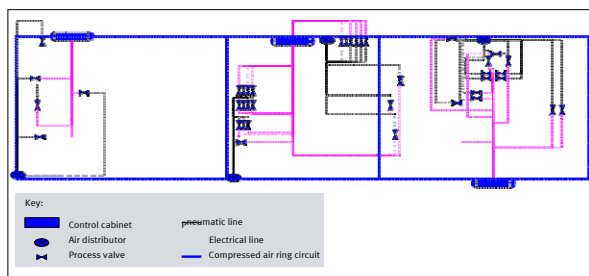 Key:
Control cabinet
Air distributor
Process valve
pneumatic line
Electrical line
Compressed air ring circuit